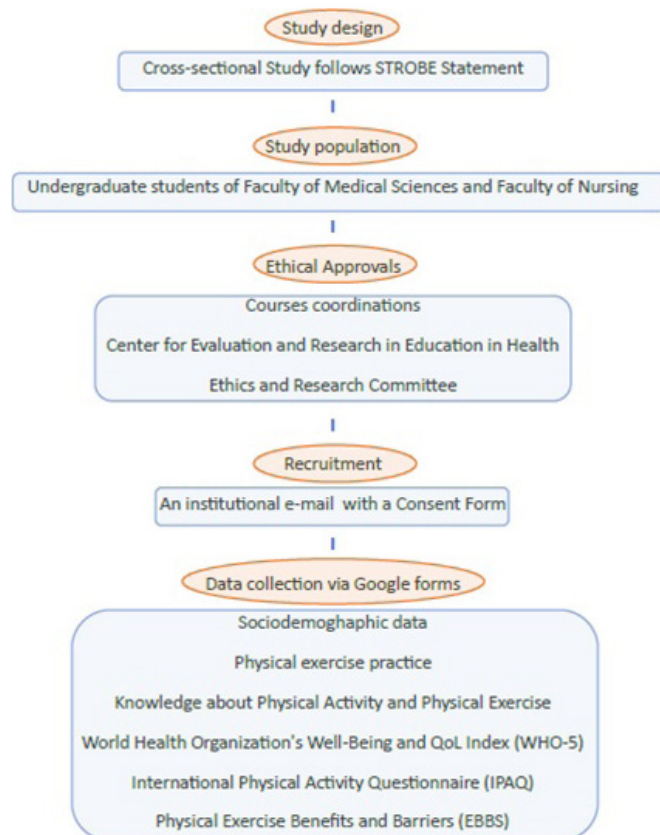 Study design
Cross-sectional Study follows STROBE Statement
Study population
Undergraduate students of Faculty of Medical Sciences and Faculty of Nursing
Ethical Approvals
Courses coordinations
Center for Evaluation and Research in Education in Health
Ethics and Research Committee
Recruitment
An institutional e-mail with a Consent Form
Data collection via Google forms
Sociodemoghaphic data
Physical exercise practice
Knowledge about Physical Activity and Physical Exercise
World Health Organization's Well-Being and QoL Index (WHO-5)
International Physical Activity Questionnaire (IPAQ)
Physical Exercise Benefits and Barriers (EBBS)